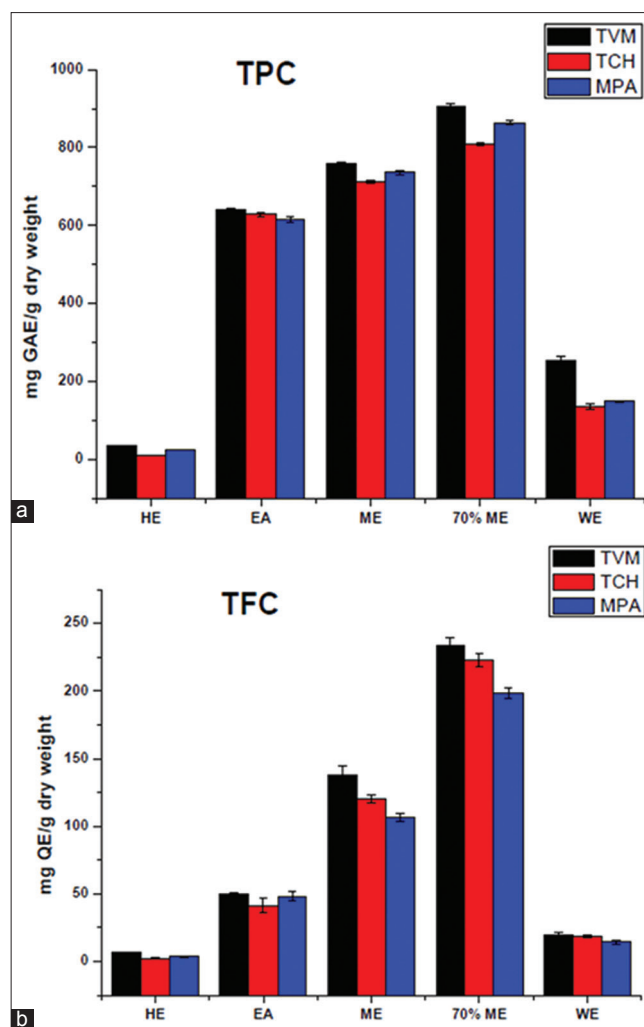 TVM
TCH
MPA
TPC
1000
800
600
400
200
0
mg GAE/g dry weight
HE EA ME 70% ME WE
a
TVM
TCH
MPA
TFC
250
200
150
100
50
0
mg QE/g dry weight
HE EA ME 70% ME WE
b